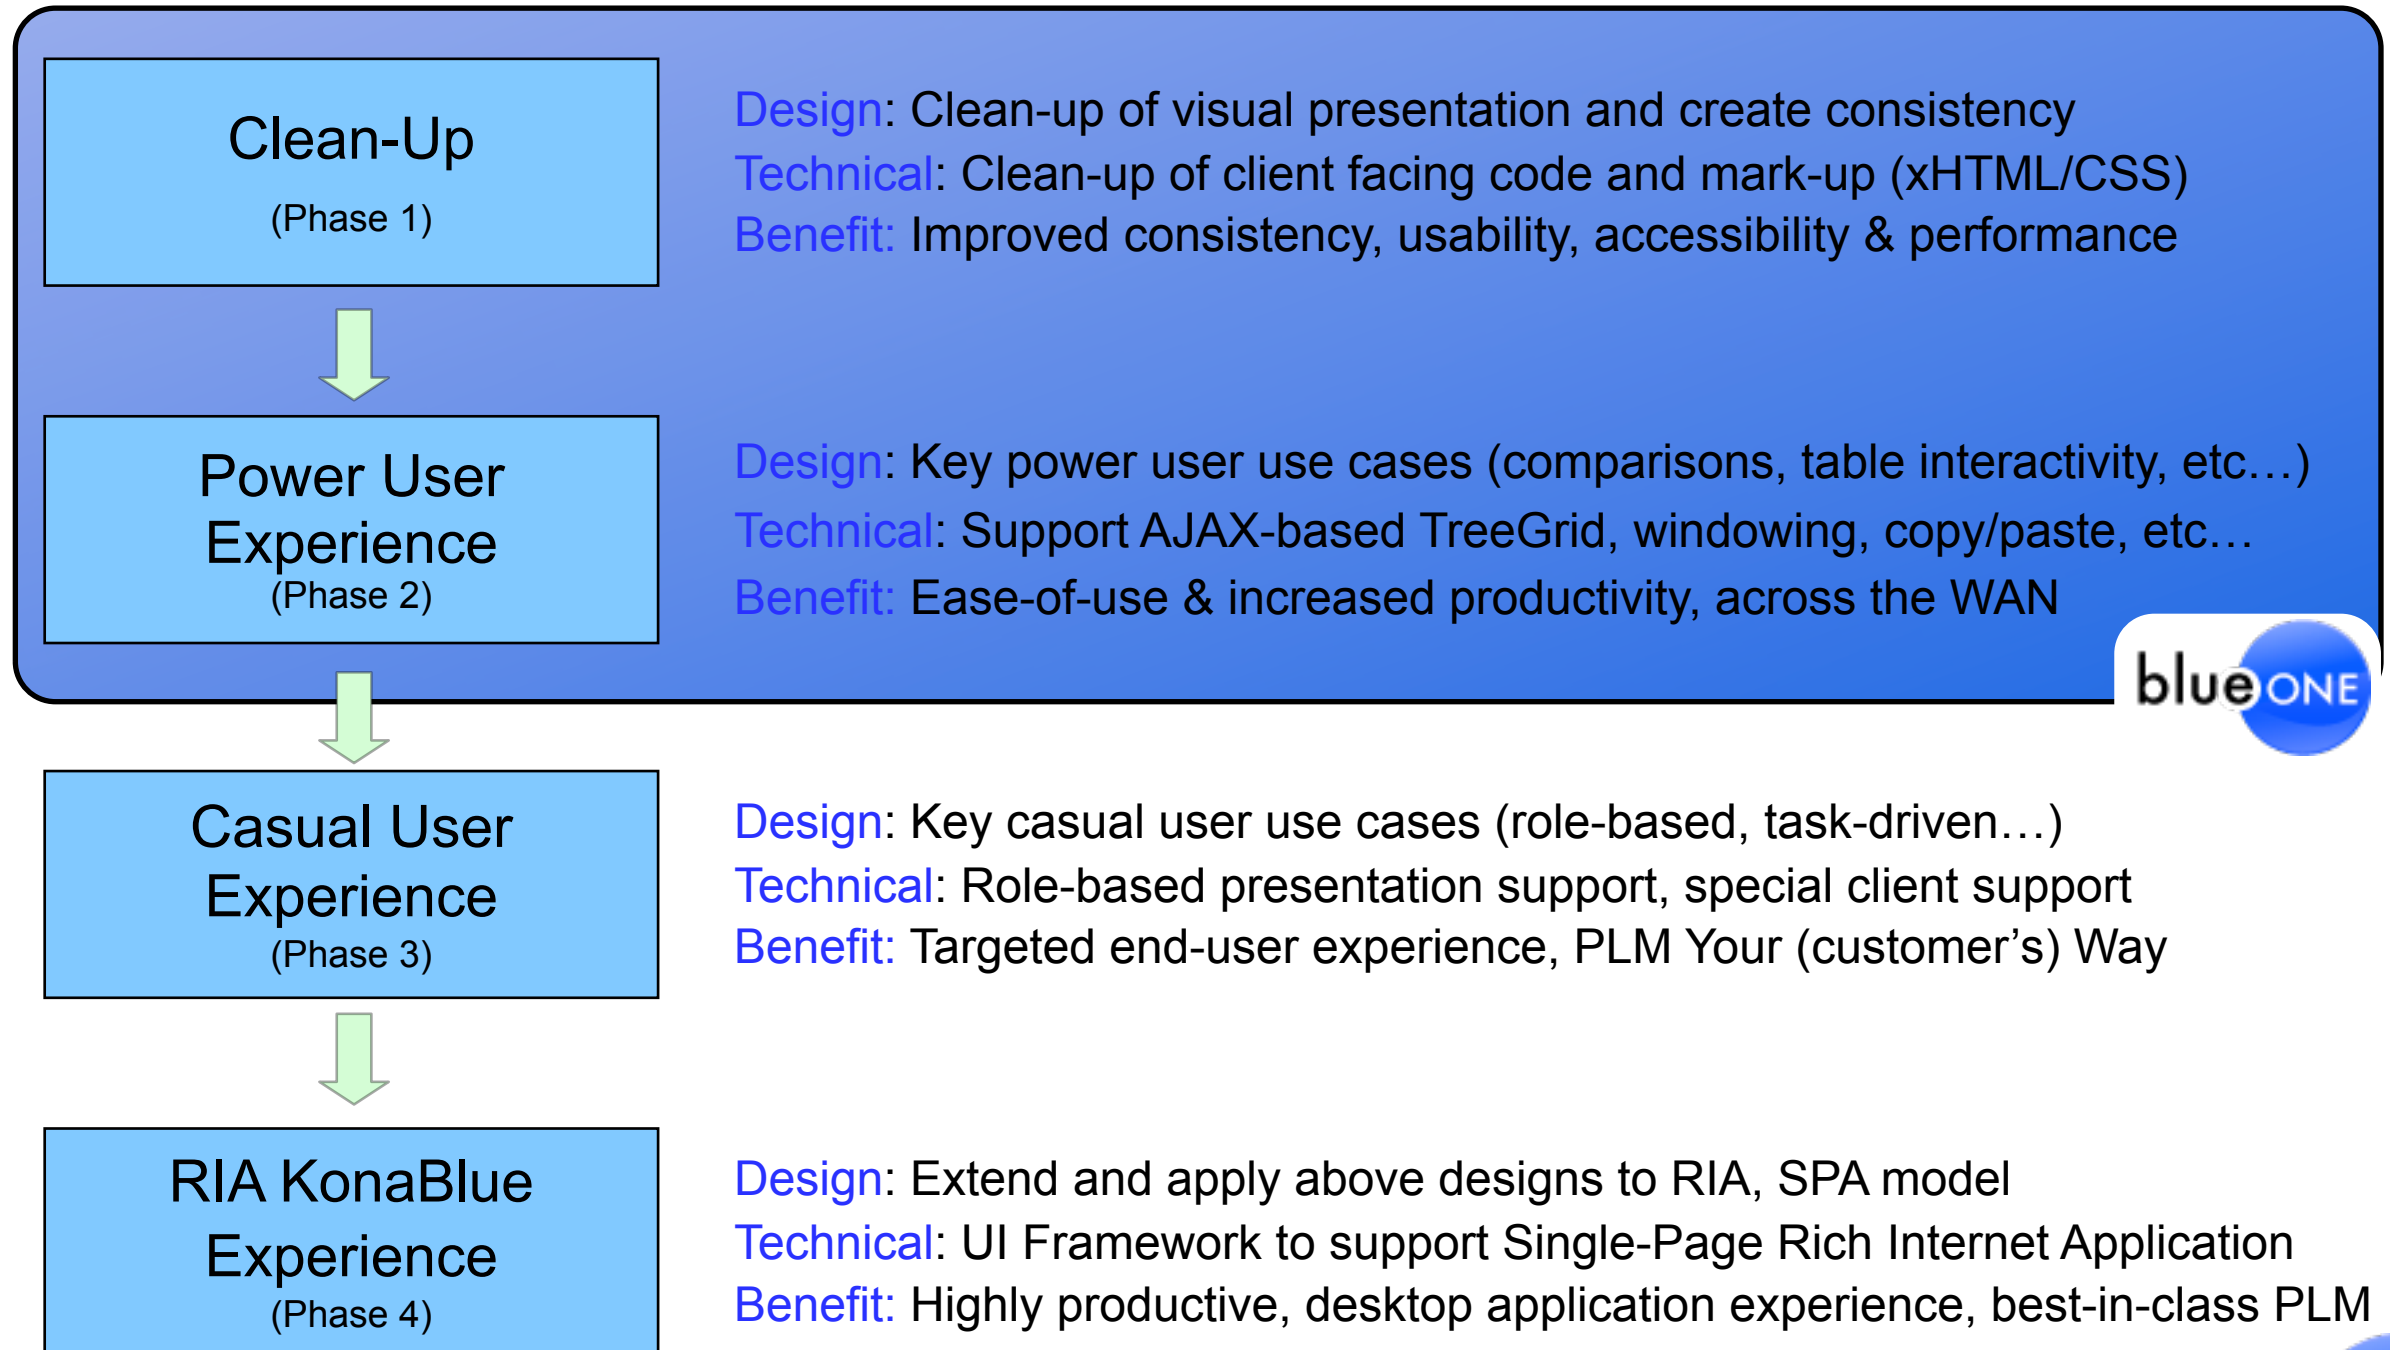 Clean-Up
(Phase 1)
Design: Clean-up of visual presentation and create consistency
Technical: Clean-up of client facing code and mark-up (xHTML/CSS)
Benefit: Improved consistency, usability, accessibility & performance
Power User
Experience
(Phase 2)
Design: Key power user use cases (comparisons, table interactivity, etc…)
Technical: Support AJAX-based TreeGrid, windowing, copy/paste, etc…
Benefit: Ease-of-use & increased productivity, across the WAN
blueONE
Casual User
Experience
(Phase 3)
Design: Key casual user use cases (role-based, task-driven…)
Technical: Role-based presentation support, special client support
Benefit: Targeted end-user experience, PLM Your (customer’s) Way
RIA KonaBlue
Experience
(Phase 4)
Design: Extend and apply above designs to RIA, SPA model
Technical: UI Framework to support Single-Page Rich Internet Application
Benefit: Highly productive, desktop application experience, best-in-class PLM